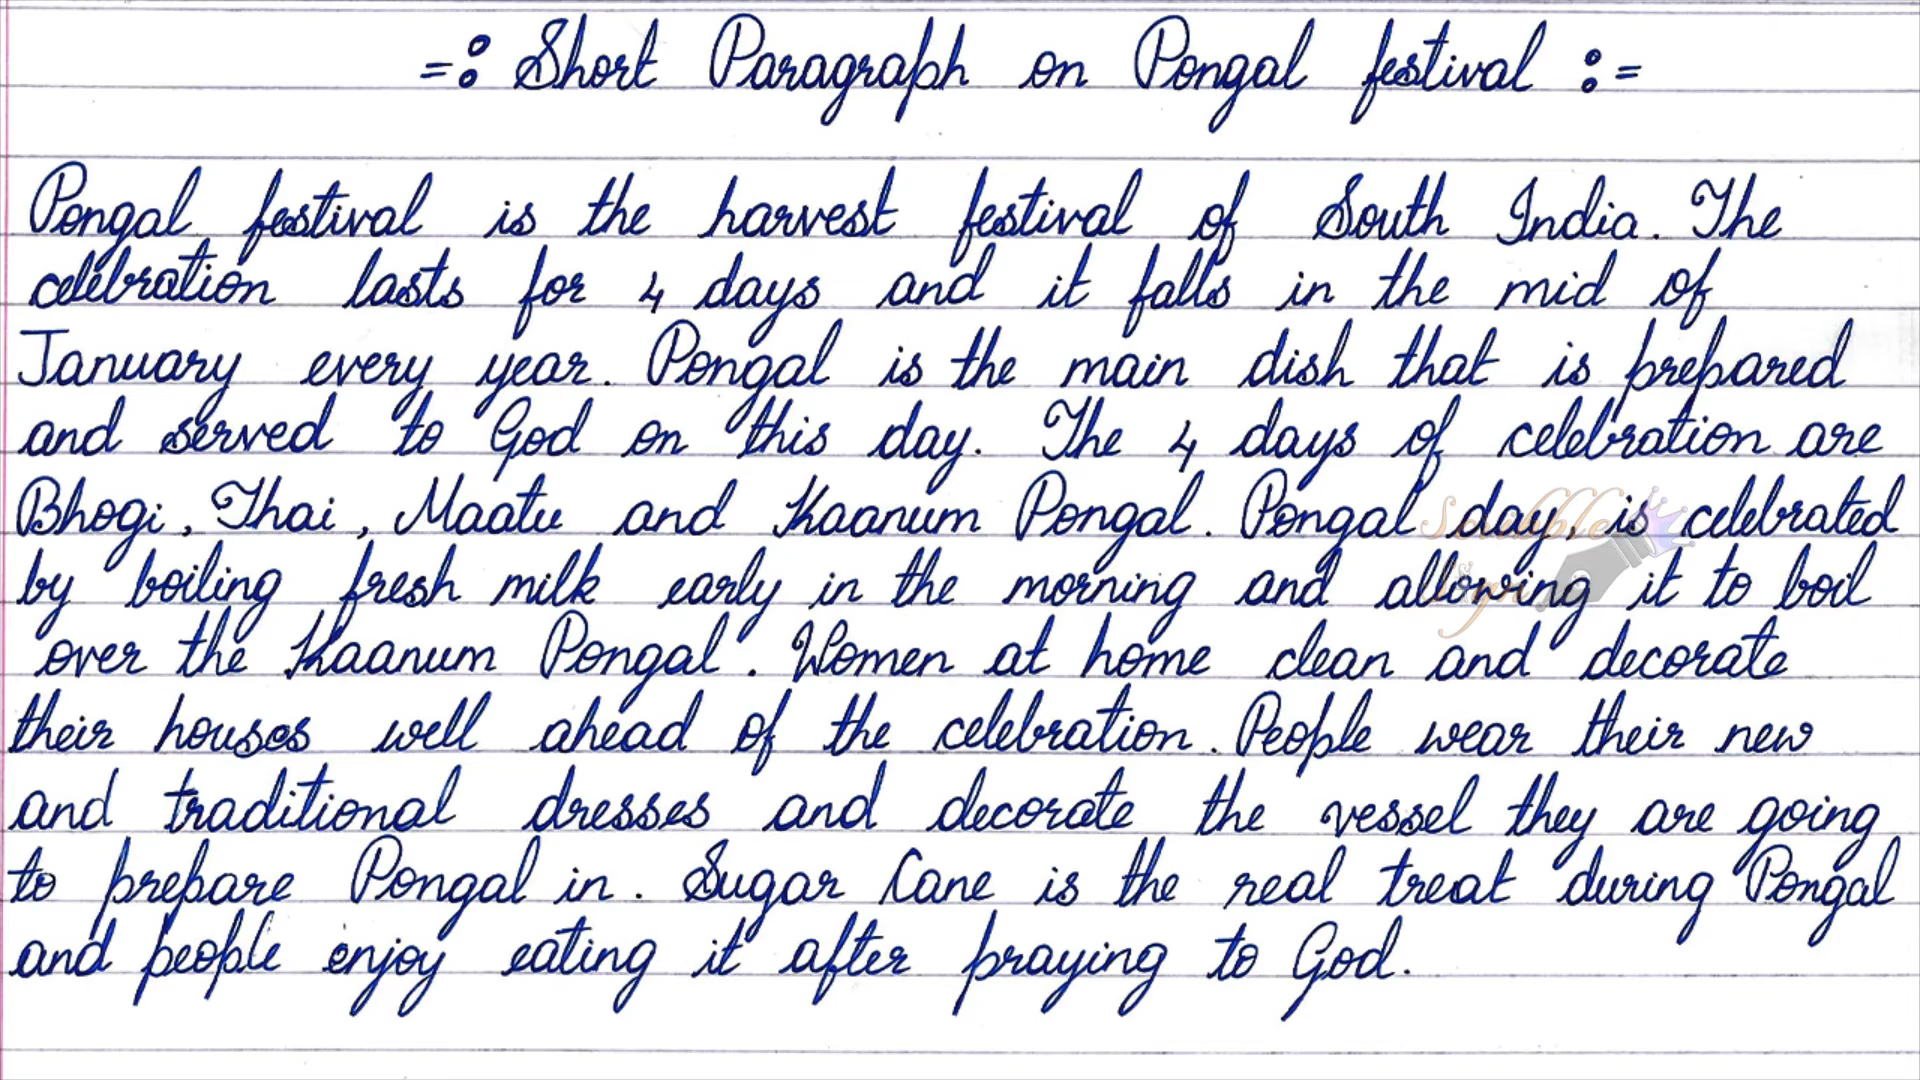 =: Short Paragraph on Pongal festival :=
Pongal festival is the harvest festival of South India. The
celebration lasts for 4 days and it falls in the mid of
January every year. Pongal is the main dish that is prepared
and served to God on this day. The 4 days of celebration are
Bhogi, Thai, Maatu and Kaanum Pongal. Pongal day, is celebrated
by boiling fresh milk early in the morning and allowing it to boil
over the Kaanum Pongal. Women at home clean and decorate
their houses well ahead of the celebration. People wear their new
and traditional dresses and decorate the vessel they are going
to prepare Pongal in. Sugar Cane is the real treat during Pongal
and people enjoy eating it after praying to God.